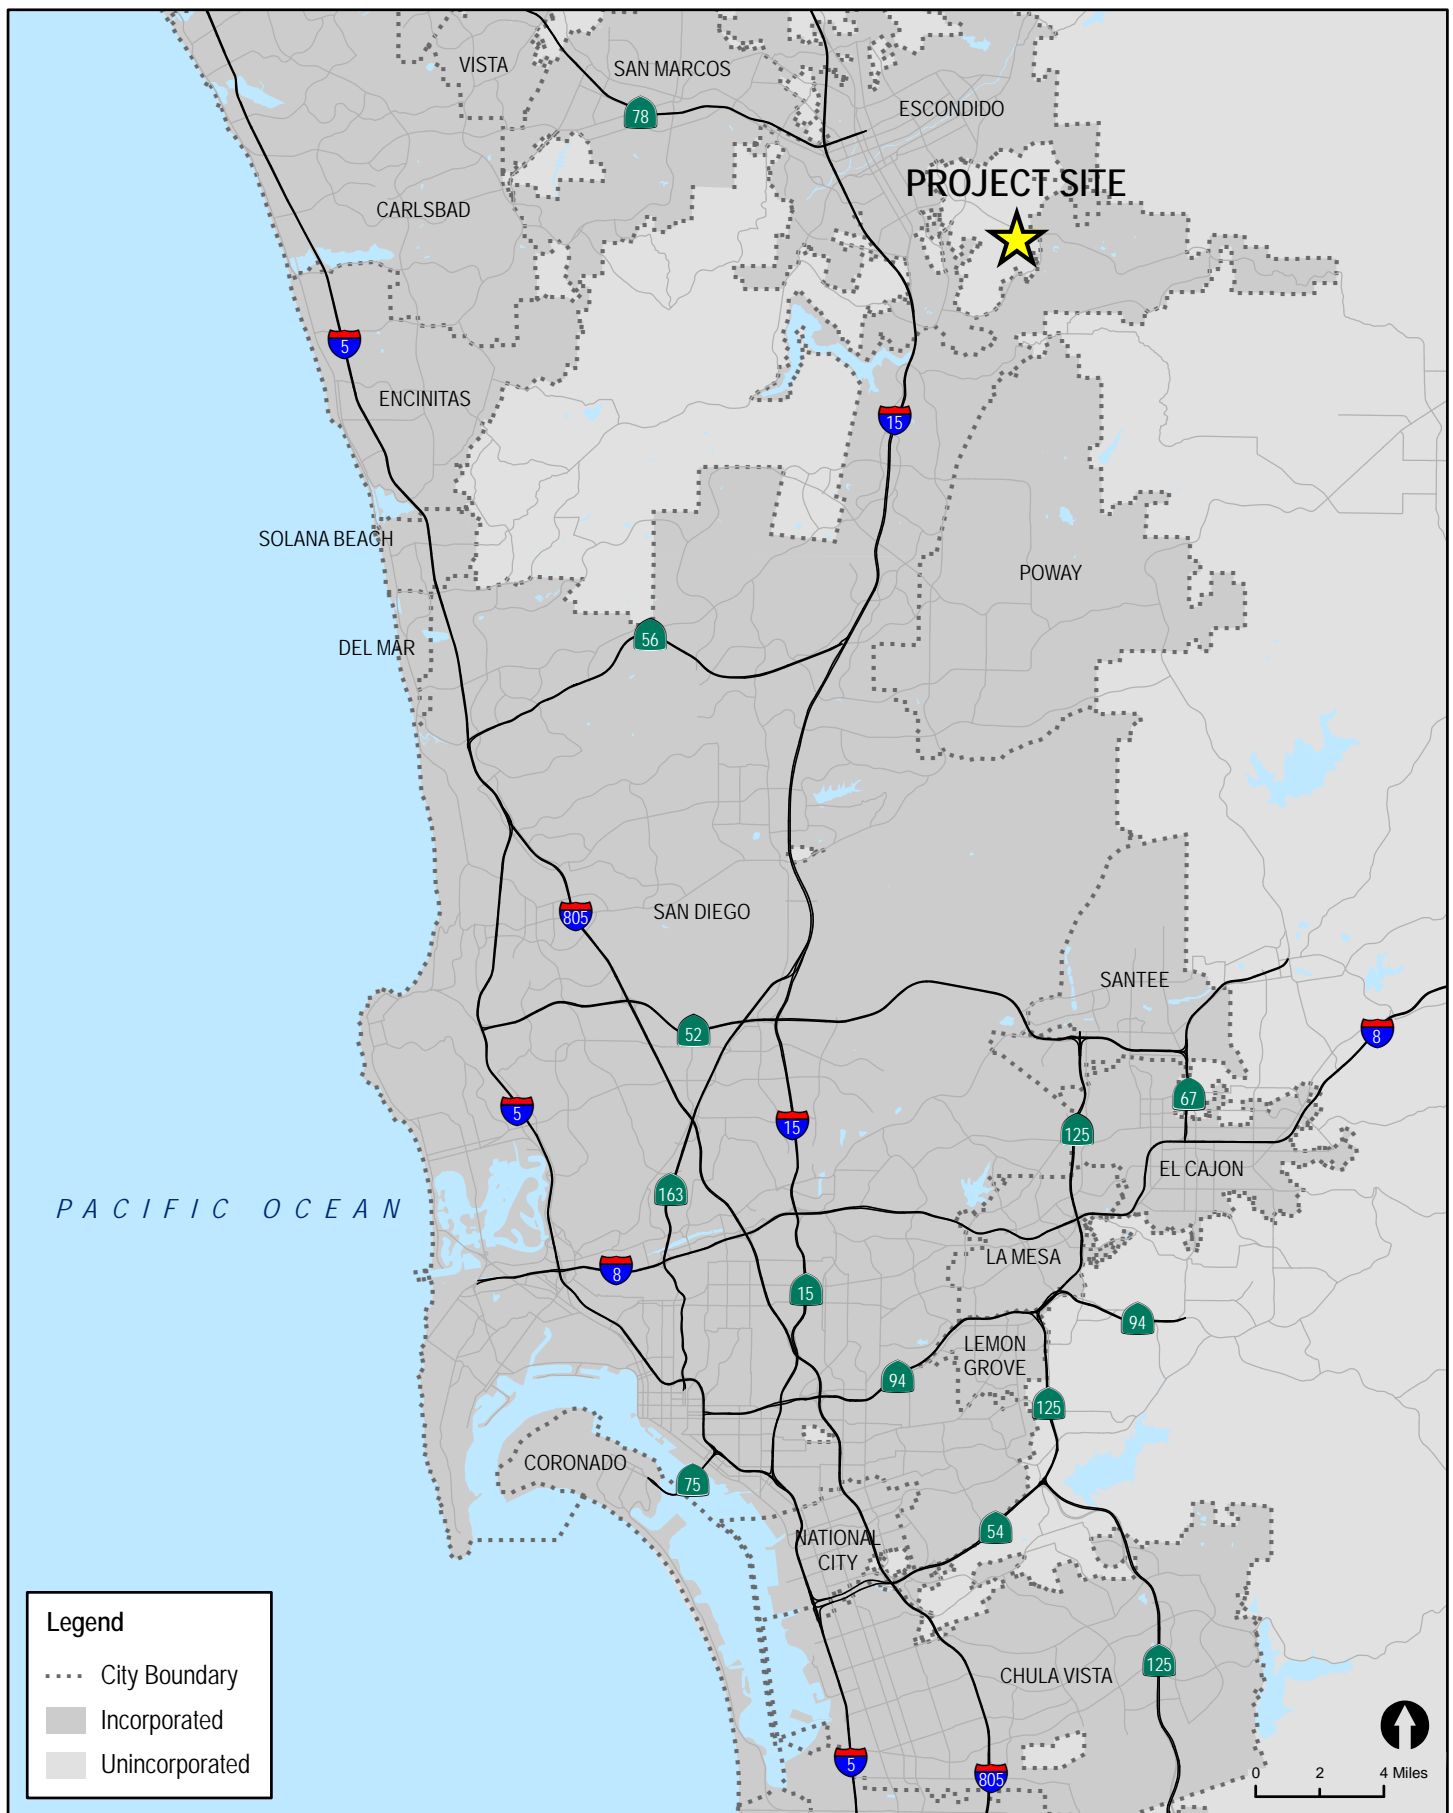 VISTA
SAN MARCOS
78
ESCONDIDO
PROJECT SITE
CARLSBAD
5
ENCINITAS
15
SOLANA BEACH
POWAY
56
DEL MAR
805
SAN DIEGO
SANTEE
52
8
67
5
15
125
EL CAJON
163
PACIFIC OCEAN
LA MESA
8
15
94
LEMON
GROVE
94
125
CORONADO
75
54
NATIONAL
CITY
CHULA VISTA
125
5
805
Legend
City Boundary
Incorporated
Unincorporated
0 2 4 Miles